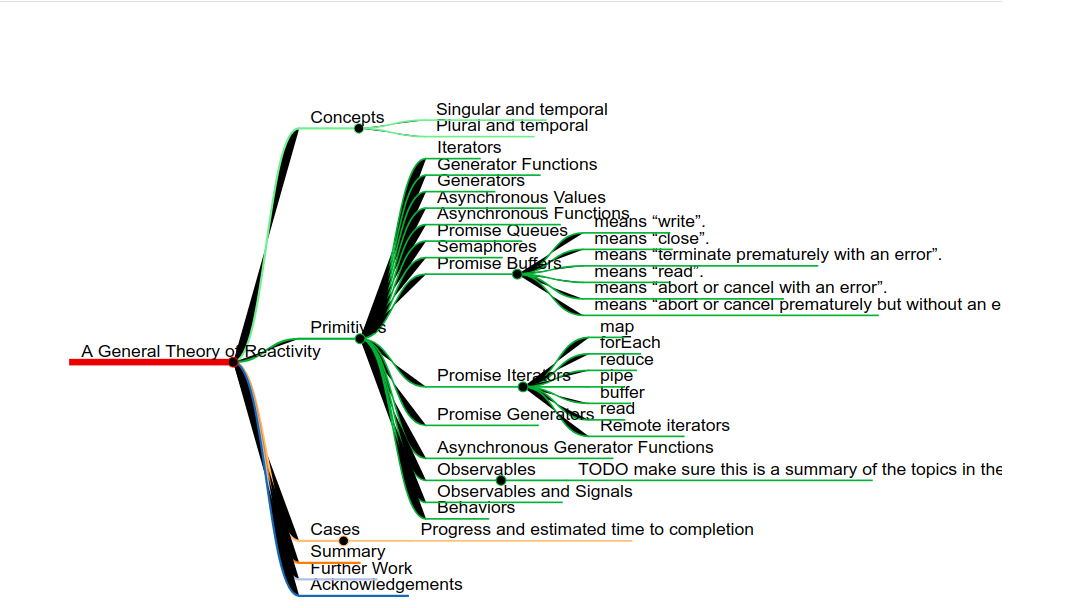 Singular and temporal
Concepts
Plural and temporal
Iterators
Generator Functions
Generators
Asynchronous Values
Asynchronous Functions
means “write”.
Promise Queues
means “close”.
Semaphores
means “terminate prematurely with an error”.
Promise Buffers
means “read”.
means “abort or cancel with an error”.
means “abort or cancel prematurely but without an e
Primitives
map
forEach
A General Theory of Reactivity
reduce
Promise Iterators
pipe
buffer
read
Promise Generators
Remote iterators
Asynchronous Generator Functions
Observables
TODO make sure this is a summary of the topics in the
Observables and Signals
Behaviors
Cases
Progress and estimated time to completion
Summary
Further Work
Acknowledgements